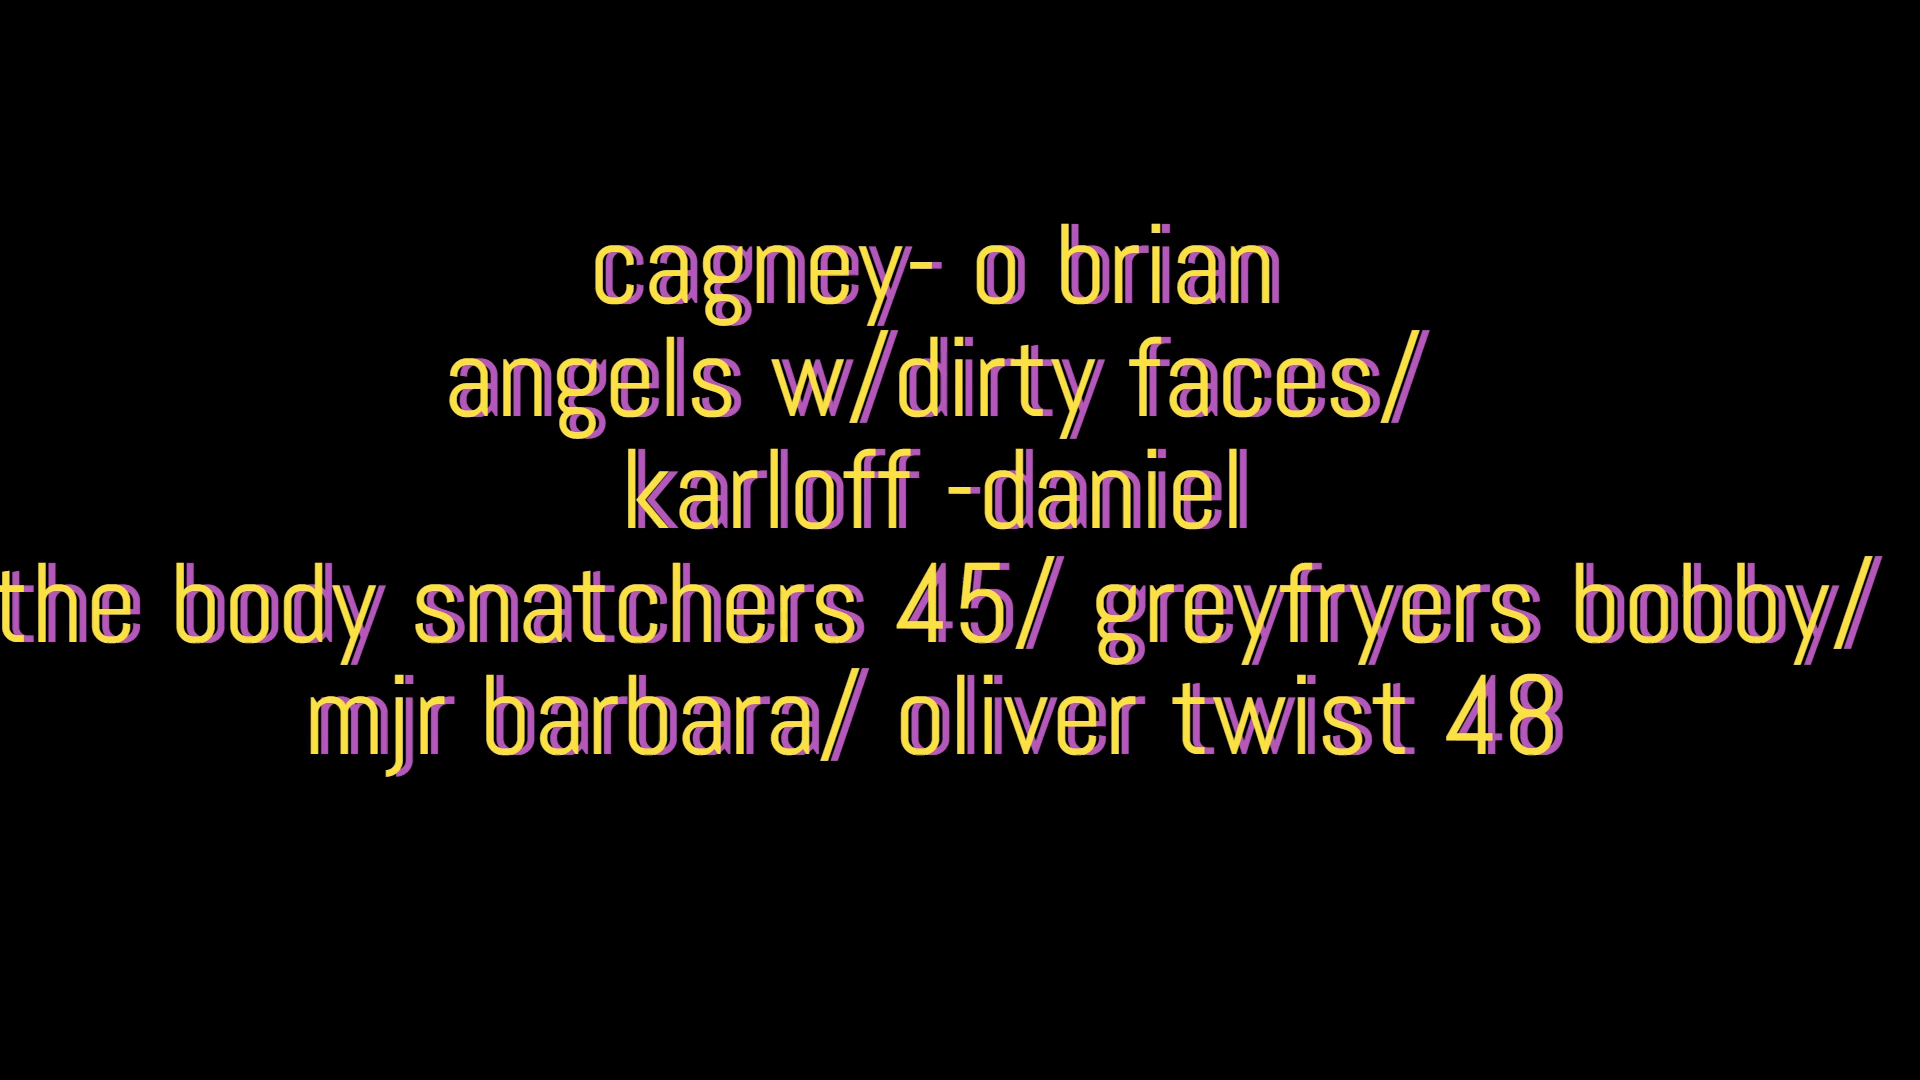 cagney- o brian
angels w/dirty faces/
karloff -daniel
the body snatchers 45/ greyfryers bobby/
mjr barbara/ oliver twist 48